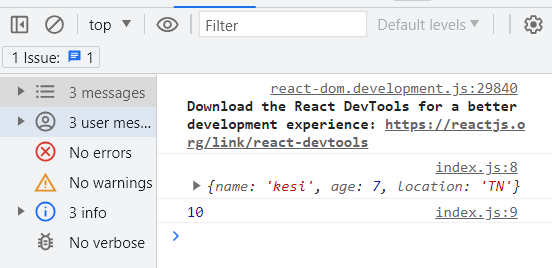 top
Filter
Default levels
1 Issue: 1
3 messages
3 user mes...
No errors
No warnings
3 info
No verbose
react-dom.development.js:29840
Download the React DevTools for a better
development experience: https://reactjs.o
rg/link/react-devtools
index.js:8
{name: 'kesi', age: 7, location: 'TN'}
10 index.js:9